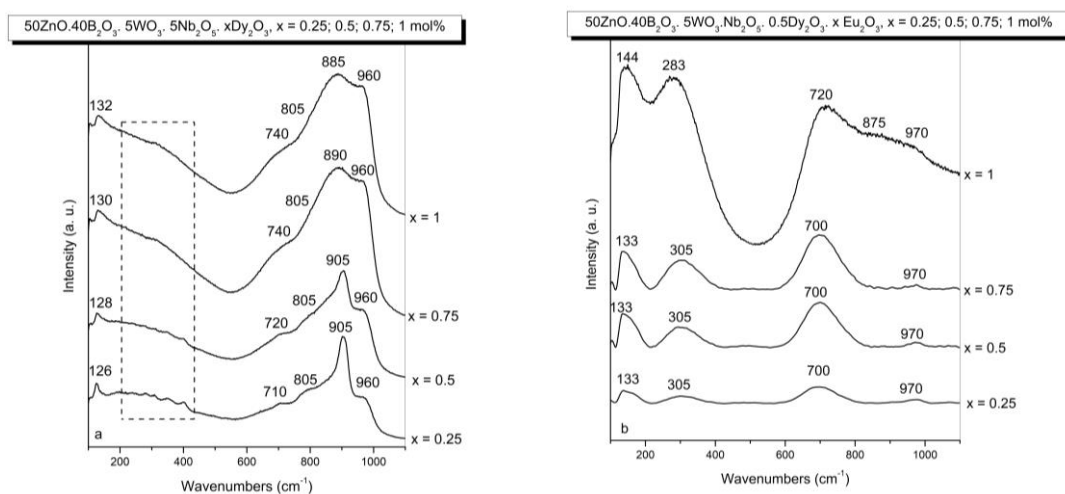 50ZnO.40B₂O₃. 5WO₃, 5Nb₂O₅. xDy₂O₃, x = 0.25; 0.5; 0.75; 1 mol%
885
960
132
805
740
890
960
x = 1
130
805
740
905
128
805
960
x = 0.75
720
905
126
x = 0.5
805
960
710
a
x = 0.25
Intensity (a. u.)
200 400 600 800 1000
Wavenumbers (cm⁻¹)
50ZnO.40B₂O₃. 5WO₃.Nb₂O₅. 0.5Dy₂O₃. x Eu₂O₃, x = 0.25; 0.5; 0.75; 1 mol%
144
283
720
875
970
x = 1
700
133
305
970
x = 0.75
700
133
305
970
x = 0.5
700
133
305
970
x = 0.25
b
Intensity (a. u.)
200 400 600 800 1000
Wavenumbers (cm⁻¹)